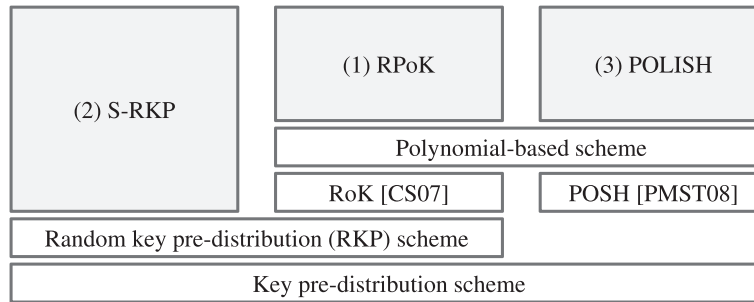 (1) RPoK
(3) POLISH
(2) S-RKP
Polynomial-based scheme
RoK [CS07]
POSH [PMST08]
Random key pre-distribution (RKP) scheme
Key pre-distribution scheme